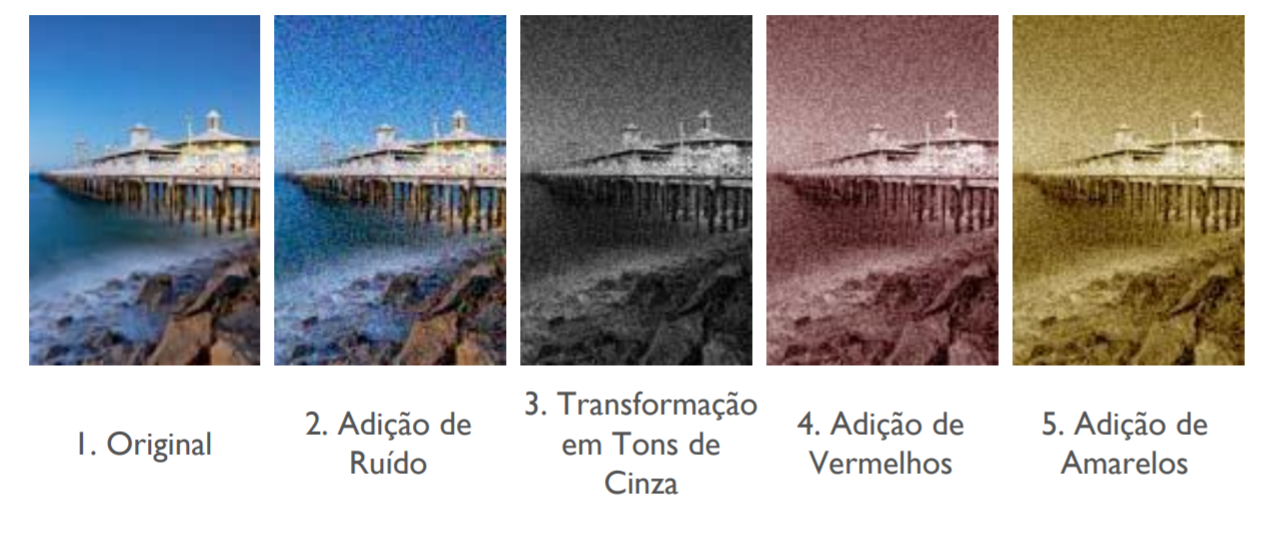 1. Original
2. Adição de
Ruído
3. Transformação
em Tons de
Cinza
4. Adição de
Vermelhos
5. Adição de
Amarelos